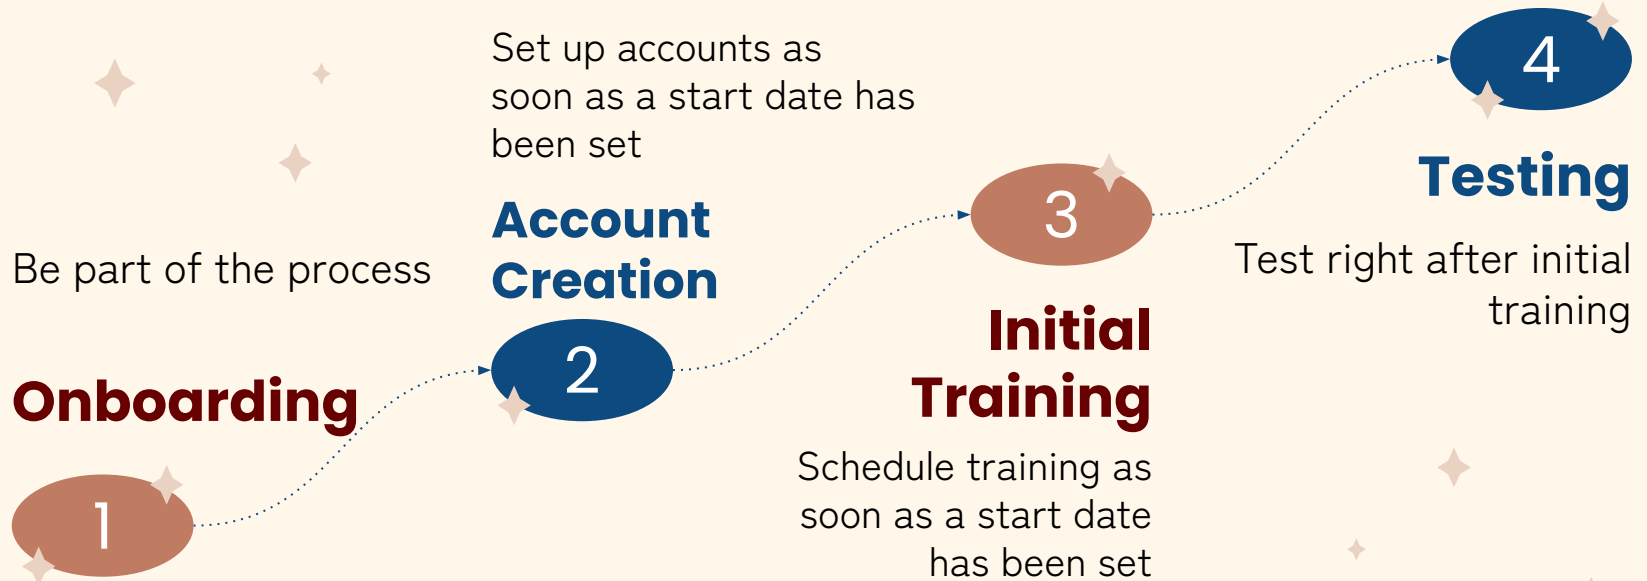 Be part of the process
Onboarding
1
Set up accounts as
soon as a start date has
been set
Account
Creation
2
3
Initial
Training
Schedule training as
soon as a start date
has been set
4
Testing
Test right after initial
training